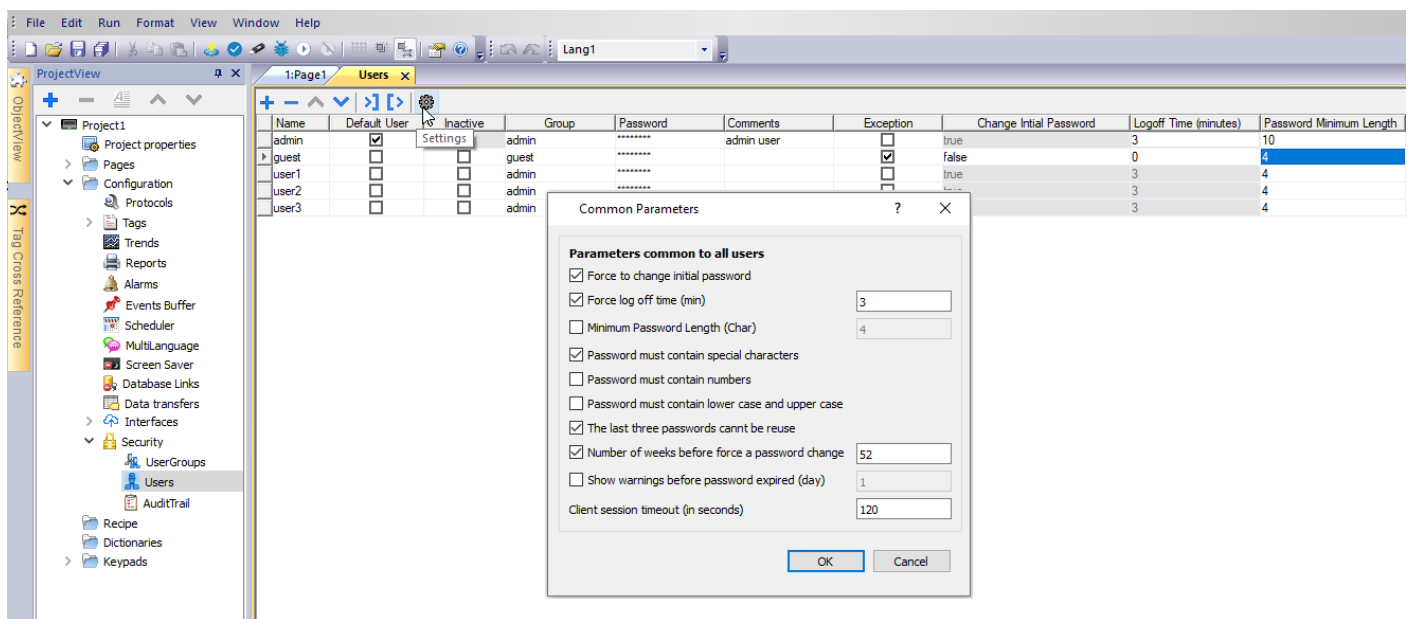 File Edit Run Format View Window Help
Lang1
ProjectView
1:Page1 Users
ObjectView
Tag Cross Reference
Project1
Project properties
Pages
Configuration
Protocols
Tags
Trends
Reports
Alarms
Events Buffer
Scheduler
MultiLanguage
Screen Saver
Database Links
Data transfers
Interfaces
Security
UserGroups
Users
AuditTrail
Recipe
Dictionaries
Keypads
Name Default User Inactive Group Password Comments Exception Change Intial Password Logoff Time (minutes) Password Minimum Length
Settings
admin admin ******** admin user true 3 10
guest guest ******** false 0 4
user1 admin ******** true 3 4
user2 admin ******** true 3 4
user3 admin 3 4
Common Parameters ?
Parameters common to all users
Force to change initial password
Force log off time (min) 3
Minimum Password Length (Char) 4
Password must contain special characters
Password must contain numbers
Password must contain lower case and upper case
The last three passwords cannt be reuse
Number of weeks before force a password change 52
Show warnings before password expired (day) 1
Client session timeout (in seconds) 120
OK Cancel